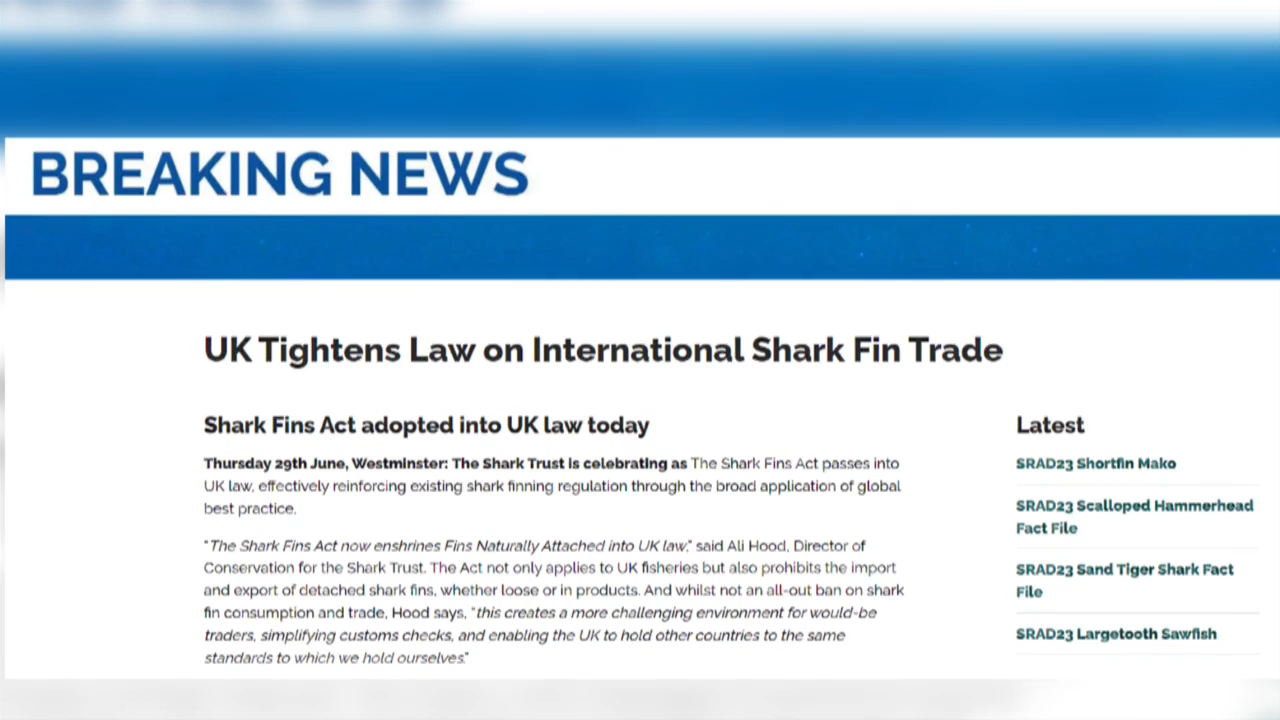 BREAKING NEWS
UK Tightens Law on International Shark Fin Trade
Shark Fins Act adopted into UK law today
Thursday 29th June, Westminster: The Shark Trust is celebrating as The Shark Fins Act passes into
UK law, effectively reinforcing existing shark finning regulation through the broad application of global
best practice.
"The Shark Fins Act now enshrines Fins Naturally Attached into UK law," said Ali Hood, Director of
Conservation for the Shark Trust. The Act not only applies to UK fisheries but also prohibits the import
and export of detached shark fins, whether loose or in products. And whilst not an all-out ban on shark
fin consumption and trade, Hood says, "this creates a more challenging environment for would-be
traders, simplifying customs checks, and enabling the UK to hold other countries to the same
standards to which we hold ourselves."
Latest
SRAD23 Shortfin Mako
SRAD23 Scalloped Hammerhead
Fact File
SRAD23 Sand Tiger Shark Fact
File
SRAD23 Largetooth Sawfish